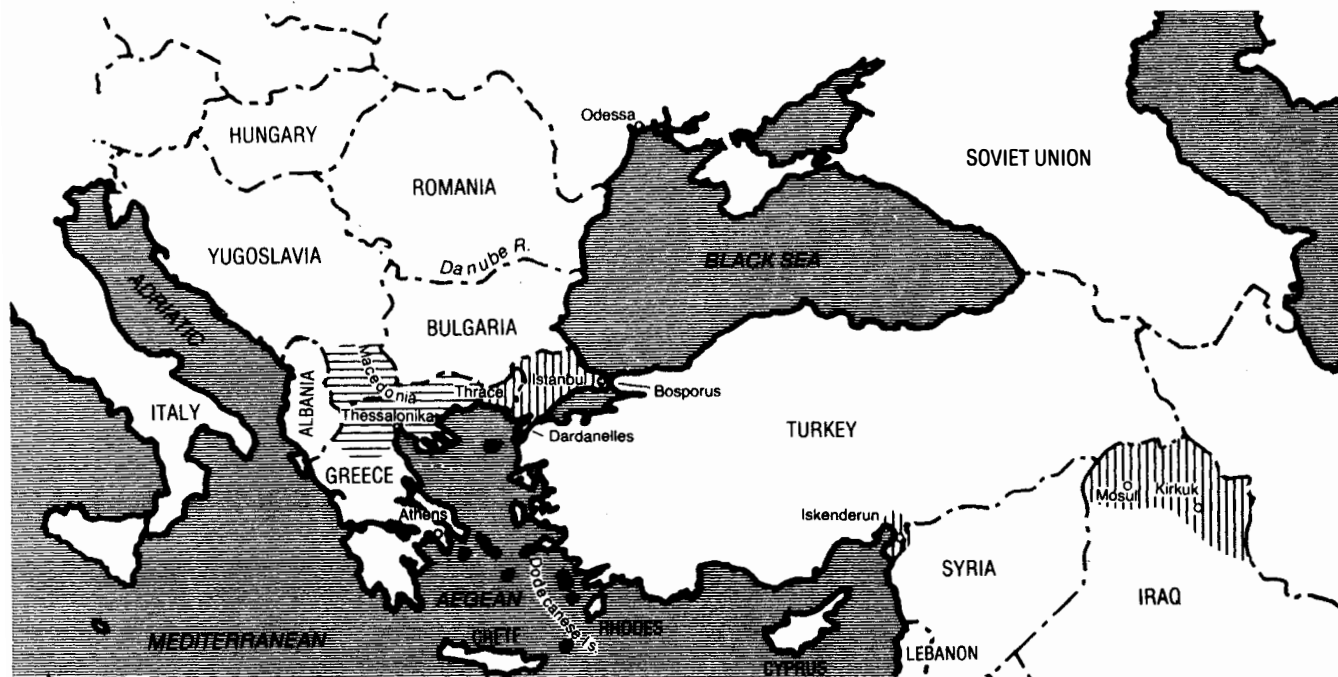 Odessa
HUNGARY
SOVIET UNION
ROMANIA
YUGOSLAVIA
Danube R.
BLACK SEA
ADRIATIC
BULGARIA
Macedonia
Istanbul
Thrace
Bosporus
ALBANIA
ITALY
Thessalonika
TURKEY
Dardanelles
GREECE
Mosul
Kirkuk
Athens
Iskenderun
SYRIA
Dodecanese Is.
AEGEAN
IRAQ
RHODES
MEDITERRANEAN
CRETE
LEBANON
CYPRUS